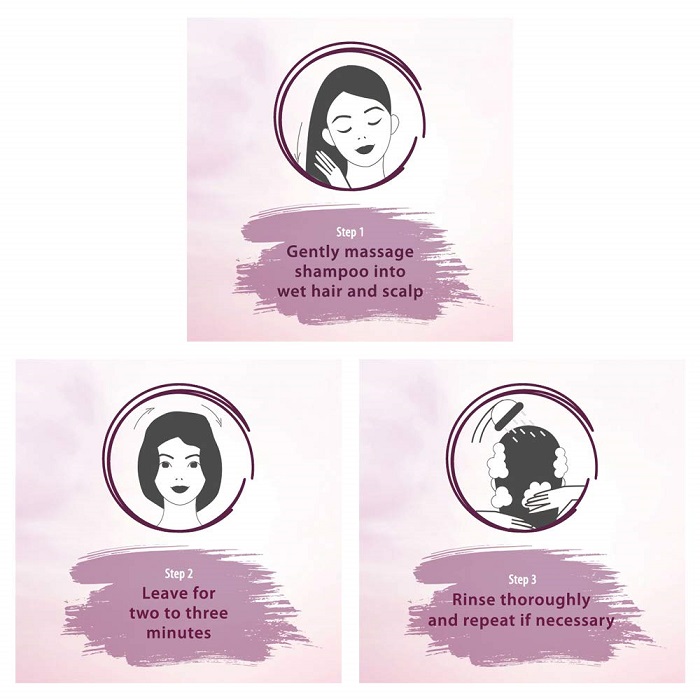 Step 1
Gently massage
shampoo into
wet hair and scalp
Step 2
Leave for
two to three
minutes
Step 3
Rinse thoroughly
and repeat if necessary